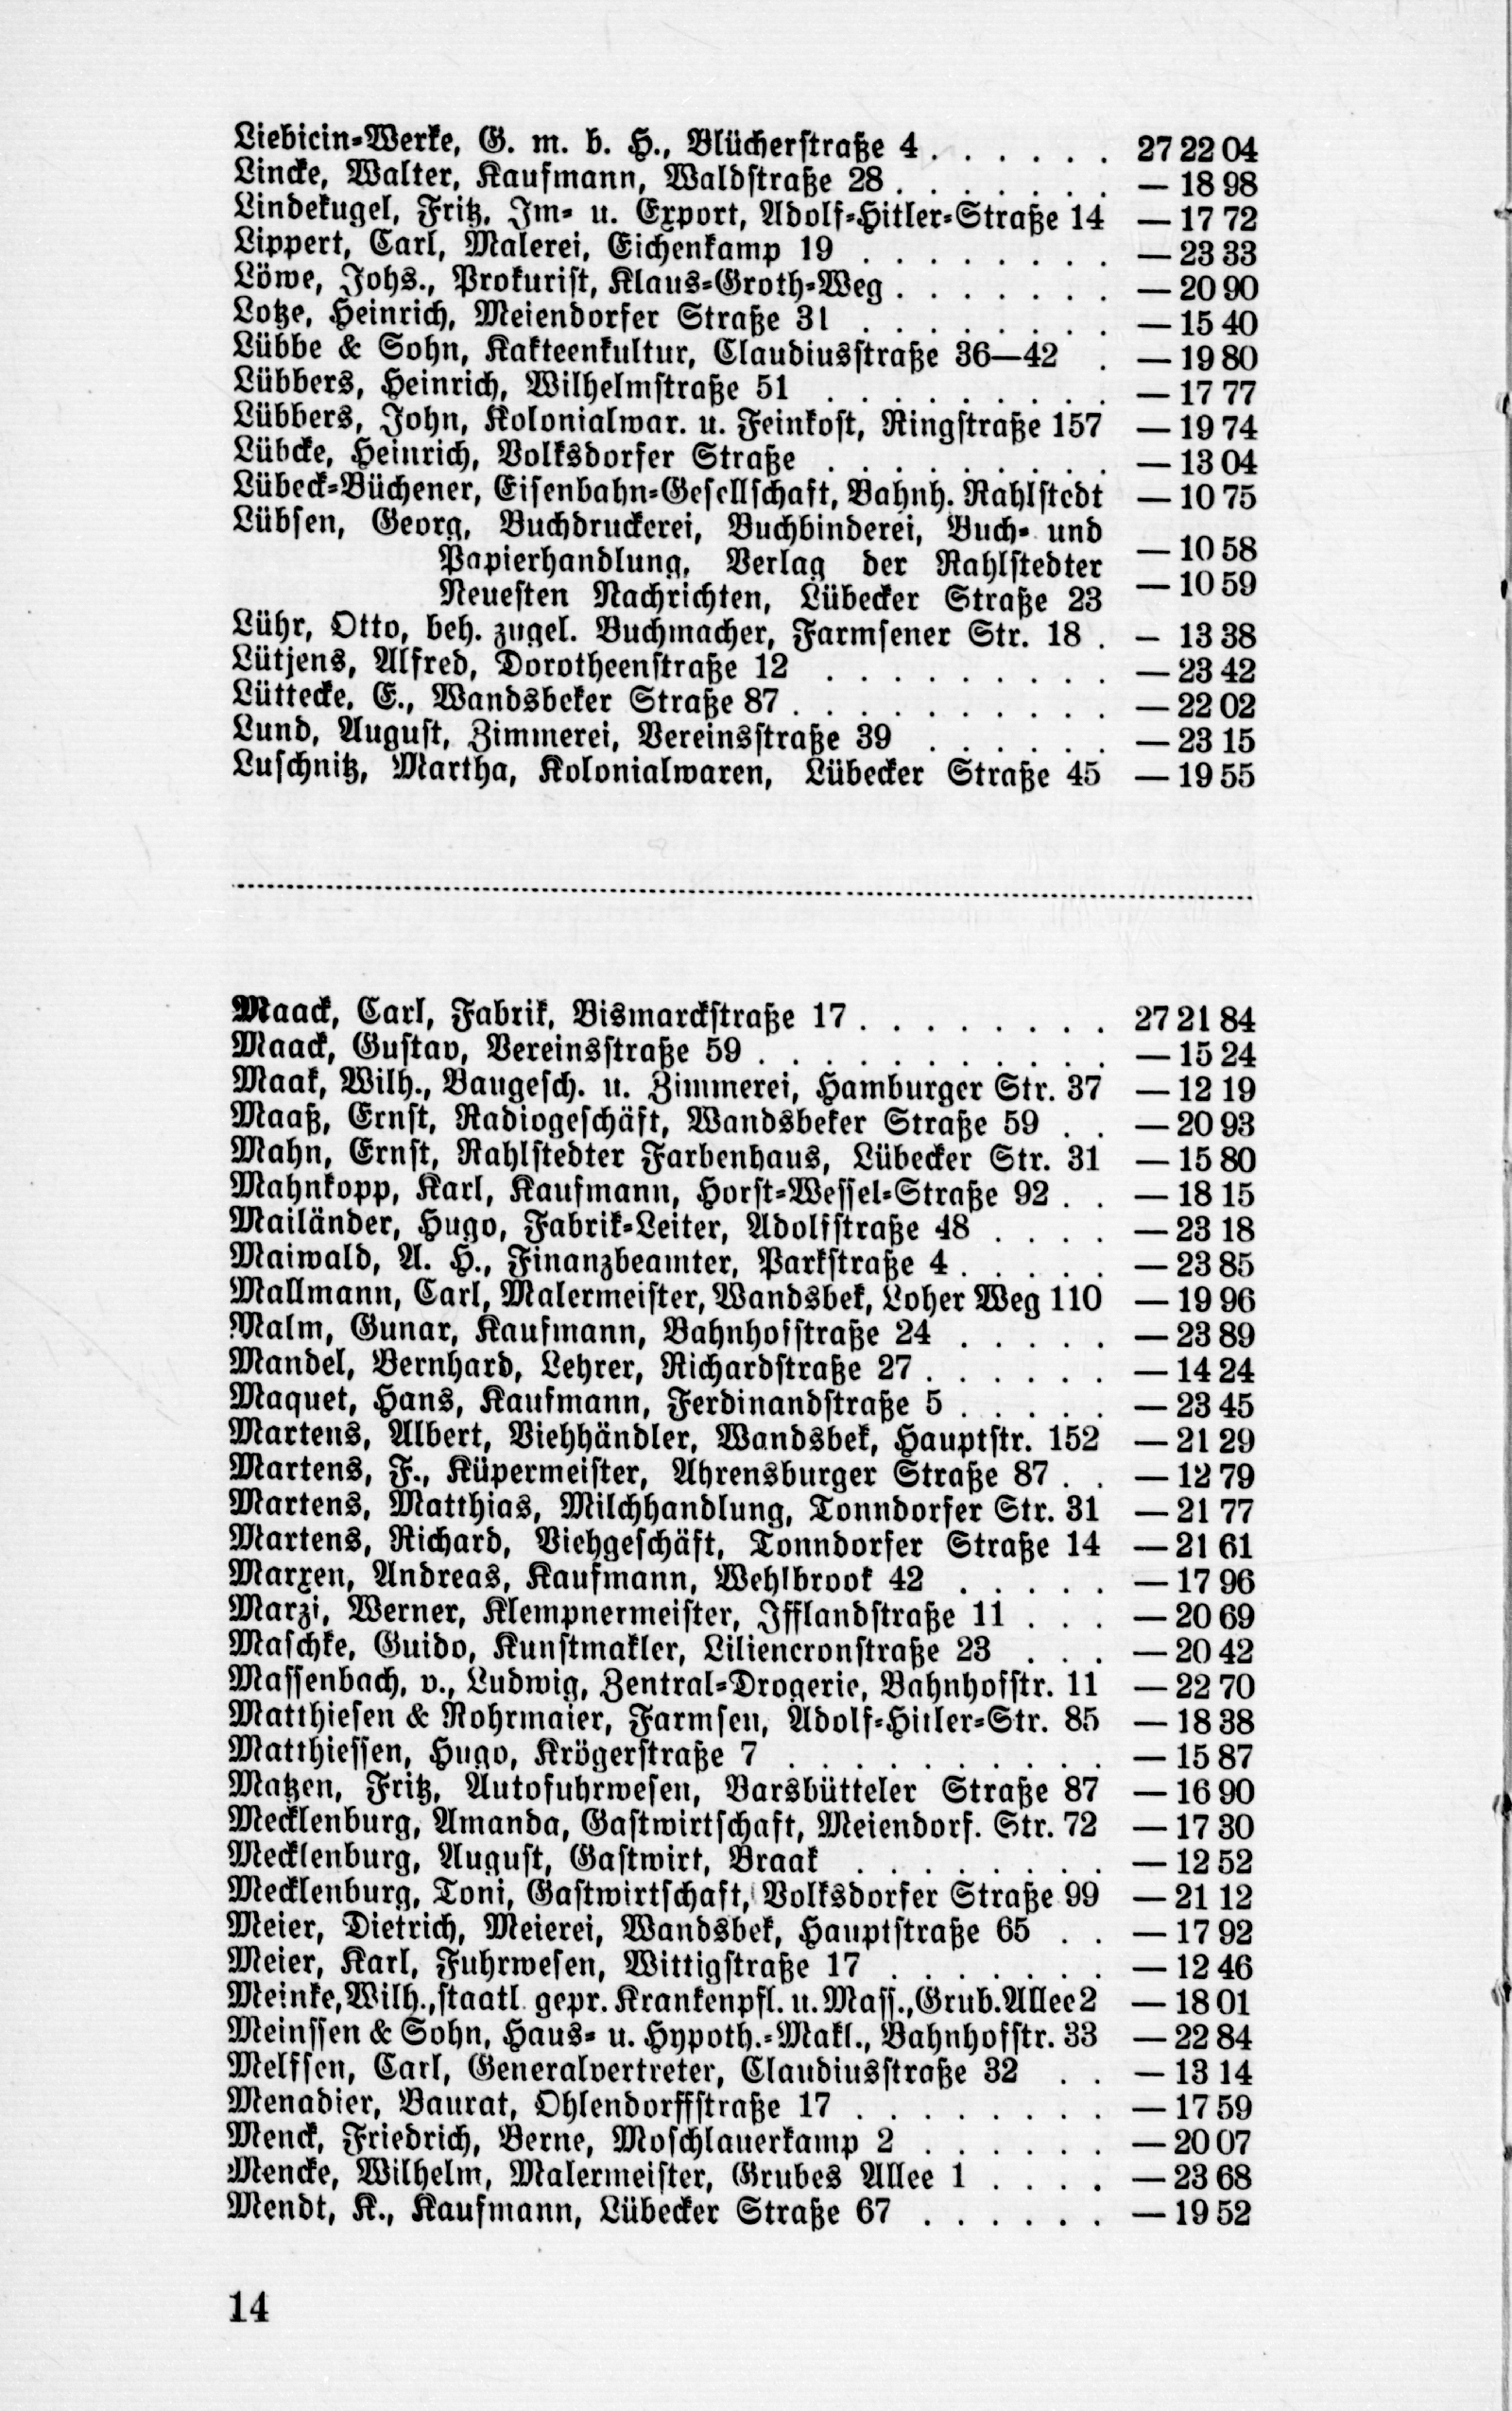 Liebicin-Werke, G. m. b. H., Blücherstraße 4 . . . . . . 27 22 04
Lincke, Walter, Kaufmann, Waldstraße 28 . . . . . . . — 18 98
Lindekugel, Fritz, Im- u. Export, Adolf-Hitler-Straße 14 — 17 72
Lippert, Carl, Malerei, Eichenkamp 19 . . . . . . . . — 23 33
Löwe, Johs., Prokurist, Klaus-Groth-Weg . . . . . . . — 20 90
Lotze, Heinrich, Meiendorfer Straße 31 . . . . . . . . — 15 40
Lübbe & Sohn, Kakteenkultur, Claudiusstraße 36—42 . — 19 80
Lübbers, Heinrich, Wilhelmstraße 51 . . . . . . . . . — 17 77
Lübbers, John, Kolonialwar. u. Feinkost, Ringstraße 157 — 19 74
Lübcke, Heinrich, Volksdorfer Straße . . . . . . . . . — 13 04
Lübeck-Büchener, Eisenbahn-Gesellschaft, Bahnh. Rahlstedt — 10 75
Lübsen, Georg, Buchdruckerei, Buchbinderei, Buch- und
Papierhandlung, Verlag der Rahlstedter — 10 58
Neuesten Nachrichten, Lübecker Straße 23 — 10 59
Lühr, Otto, beh. zugel. Buchmacher, Farmsener Str. 18 . — 13 38
Lütjens, Alfred, Dorotheenstraße 12 . . . . . . . . . — 23 42
Lüttecke, E., Wandsbeker Straße 87 . . . . . . . . . . — 22 02
Lund, August, Zimmerei, Vereinsstraße 39 . . . . . . — 23 15
Luschnitz, Martha, Kolonialwaren, Lübecker Straße 45 — 19 55
Maack, Carl, Fabrik, Bismarckstraße 17 . . . . . . . . 27 21 84
Maack, Gustav, Vereinsstraße 59 . . . . . . . . . . . — 15 24
Maak, Wilh., Baugesch. u. Zimmerei, Hamburger Str. 37 — 12 19
Maaß, Ernst, Radiogeschäft, Wandsbeker Straße 59 . . — 20 93
Mahn, Ernst, Rahlstedter Farbenhaus, Lübecker Str. 31 — 15 80
Mahnkopp, Karl, Kaufmann, Horst-Wessel-Straße 92 . . — 18 15
Mailänder, Hugo, Fabrik-Leiter, Adolfstraße 48 . . . . — 23 18
Maiwald, A. H., Finanzbeamter, Parkstraße 4 . . . . . — 23 85
Mallmann, Carl, Malermeister, Wandsbek, Loher Weg 110 — 19 96
Malm, Gunar, Kaufmann, Bahnhofstraße 24 . . . . . — 23 89
Mandel, Bernhard, Lehrer, Richardstraße 27 . . . . . . — 14 24
Maquet, Hans, Kaufmann, Ferdinandstraße 5 . . . . . — 23 45
Martens, Albert, Viehhändler, Wandsbek, Hauptstr. 152 — 21 29
Martens, F., Küpermeister, Ahrensburger Straße 87 . . — 12 79
Martens, Matthias, Milchhandlung, Tonndorfer Str. 31 — 21 77
Martens, Richard, Viehgeschäft, Tonndorfer Straße 14 — 21 61
Marxen, Andreas, Kaufmann, Wehlbrook 42 . . . . . — 17 96
Marzi, Werner, Klempnermeister, Ifflandstraße 11 . . . — 20 69
Maschke, Guido, Kunstmakler, Liliencronstraße 23 . . . — 20 42
Massenbach, v., Ludwig, Zentral-Drogerie, Bahnhofstr. 11 — 22 70
Matthiesen & Rohrmaier, Farmsen, Adolf-Hitler-Str. 85 — 18 38
Matthiessen, Hugo, Krögerstraße 7 . . . . . . . . . . — 15 87
Matzen, Fritz, Autofuhrwesen, Barsbütteler Straße 87 — 16 90
Mecklenburg, Amanda, Gastwirtschaft, Meiendorf. Str. 72 — 17 30
Mecklenburg, August, Gastwirt, Braak . . . . . . . . — 12 52
Mecklenburg, Toni, Gastwirtschaft, Volksdorfer Straße 99 — 21 12
Meier, Dietrich, Meierei, Wandsbek, Hauptstraße 65 . . — 17 92
Meier, Karl, Fuhrwesen, Wittigstraße 17 . . . . . . . — 12 46
Meinke, Wilh., staatl. gepr. Krankenpfl. u. Mass., Grub. Allee 2 — 18 01
Meinssen & Sohn, Haus- u. Hypoth.-Makl., Bahnhofstr. 33 — 22 84
Melfsen, Carl, Generalvertreter, Claudiusstraße 32 . . — 13 14
Menadier, Baurat, Ohlendorffstraße 17 . . . . . . . . — 17 59
Menck, Friedrich, Berne, Moschlauerkamp 2 . . . . . . — 20 07
Mencke, Wilhelm, Malermeister, Grubes Allee 1 . . . . — 23 68
Mendt, K., Kaufmann, Lübecker Straße 67 . . . . . . — 19 52
14